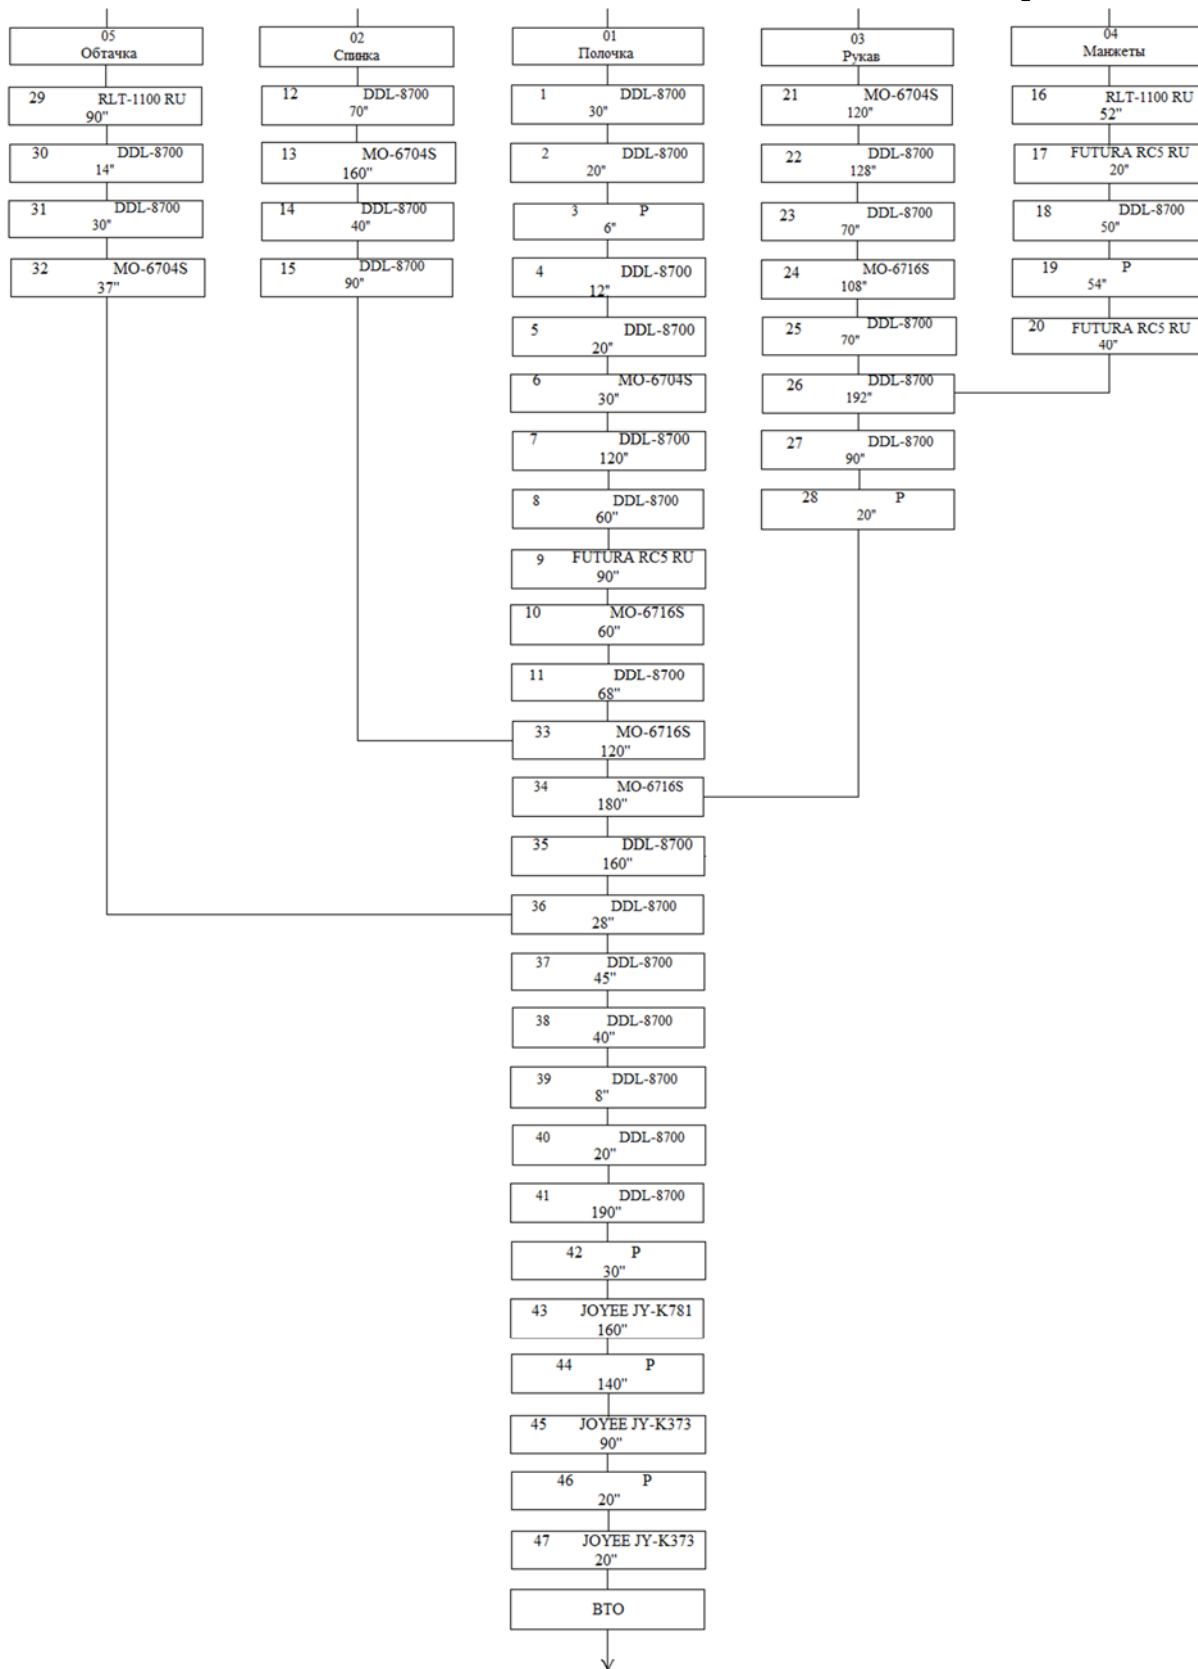 05
Обтачка
29 RLT-1100 RU
90"
30 DDL-8700
14"
31 DDL-8700
30"
32 MO-6704S
37"
02
Спинка
12 DDL-8700
70"
13 MO-6704S
160"
14 DDL-8700
40"
15 DDL-8700
90"
01
Полочка
1 DDL-8700
30"
2 DDL-8700
20"
3 Р
6"
4 DDL-8700
12"
5 DDL-8700
20"
6 MO-6704S
30"
7 DDL-8700
120"
8 DDL-8700
60"
9 FUTURA RC5 RU
90"
10 MO-6716S
60"
11 DDL-8700
68"
33 MO-6716S
120"
34 MO-6716S
180"
35 DDL-8700
160"
36 DDL-8700
28"
37 DDL-8700
45"
38 DDL-8700
40"
39 DDL-8700
8"
40 DDL-8700
20"
41 DDL-8700
190"
42 Р
30"
43 JOYEE JY-K781
160"
44 Р
140"
45 JOYEE JY-K373
90"
46 Р
20"
47 JOYEE JY-K373
20"
ВТО
03
Рукав
21 MO-6704S
120"
22 DDL-8700
128"
23 DDL-8700
70"
24 MO-6716S
108"
25 DDL-8700
70"
26 DDL-8700
192"
27 DDL-8700
90"
28 Р
20"
04
Манжеты
16 RLT-1100 RU
52"
17 FUTURA RC5 RU
20"
18 DDL-8700
50"
19 Р
54"
20 FUTURA RC5 RU
40"